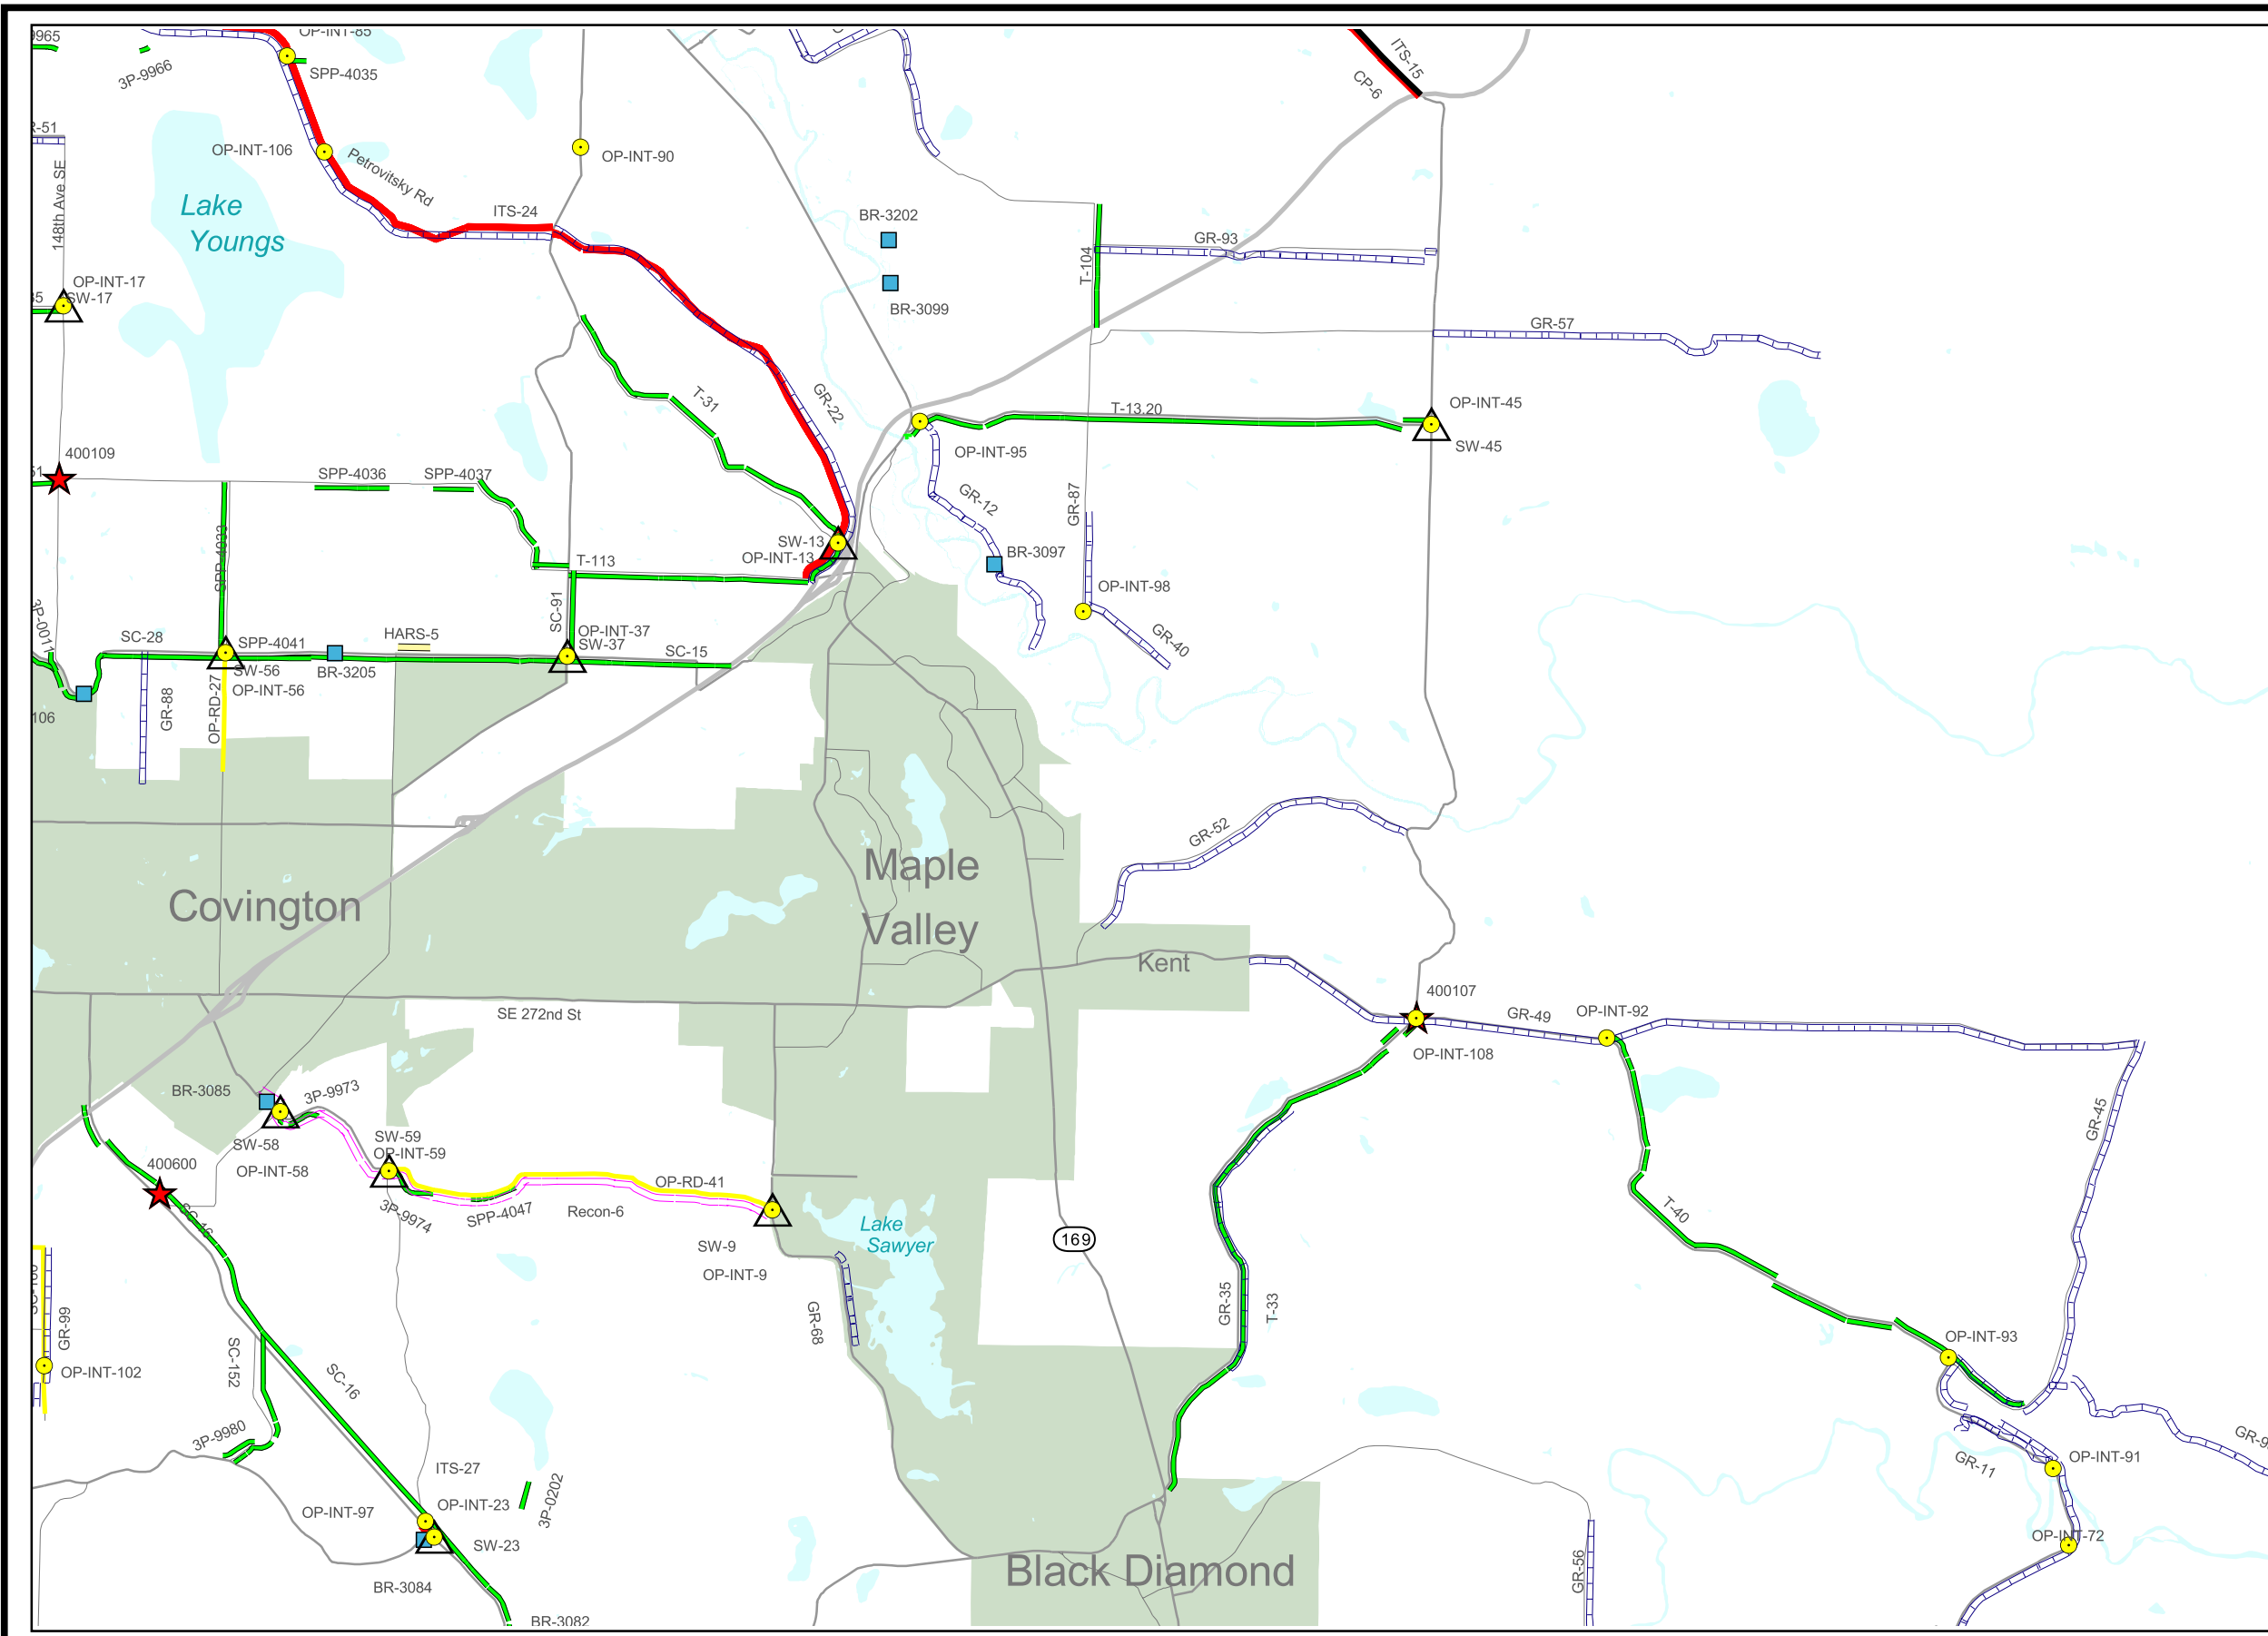 9965
OP-INT-85
3P-9966
SPP-4035
ITS-15
CP-6
148th Ave SE
OP-INT-106
Petrovitsky Rd
OP-INT-90
Lake
Youngs
ITS-24
BR-3202
GR-93
T-104
OP-INT-17
SW-17
BR-3099
GR-57
T-31
GR-22
T-13.20
OP-INT-45
SW-45
400109
OP-INT-95
SPP-4036
SPP-4037
GR-12
GR-87
SPP-4033
SW-13
OP-INT-13
T-113
BR-3097
OP-INT-98
3P-0011
SC-91
OP-INT-37
SW-37
SC-28
SPP-4041
HARS-5
SC-15
GR-40
SW-56
BR-3205
OP-INT-56
OP-RD-27
GR-88
106
GR-52
Maple
Valley
Covington
Kent
400107
SE 272nd St
GR-49
OP-INT-92
OP-INT-108
BR-3085
3P-9973
GR-45
SW-58
SW-59
OP-INT-59
400600
OP-INT-58
OP-RD-41
SC-16
3P-9974
SPP-4047
Recon-6
T-40
Lake
Sawyer
169
SW-9
OP-INT-9
GR-99
GR-68
GR-35
T-33
OP-INT-93
SC-152
OP-INT-102
SC-16
3P-9980
GR-11
OP-INT-91
ITS-27
OP-INT-97
OP-INT-23
3P-0202
SW-23
OP-INT-72
Black Diamond
GR-56
BR-3084
BR-3082